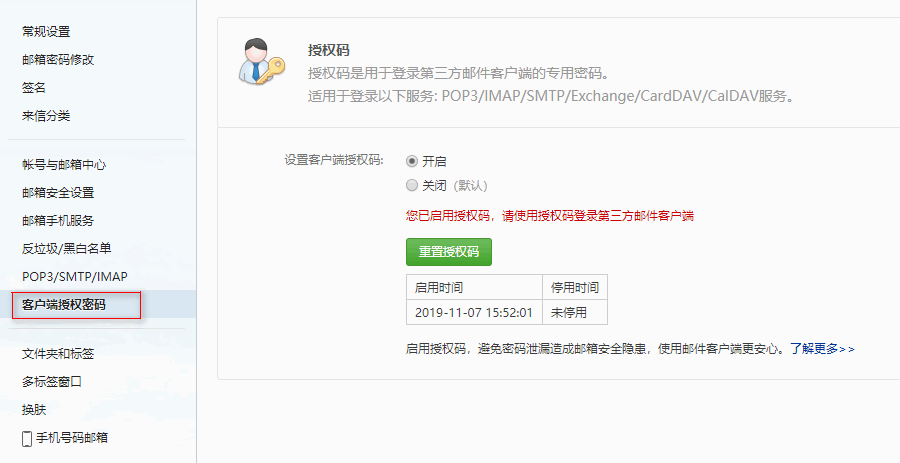 常规设置
邮箱密码修改
签名
来信分类
帐号与邮箱中心
邮箱安全设置
邮箱手机服务
反垃圾/黑白名单
POP3/SMTP/IMAP
客户端授权密码
文件夹和标签
多标签窗口
换肤
手机号码邮箱
授权码
授权码是用于登录第三方邮件客户端的专用密码。
适用于登录以下服务: POP3/IMAP/SMTP/Exchange/CardDAV/CalDAV服务。
设置客户端授权码: 开启
关闭 (默认)
您已启用授权码，请使用授权码登录第三方邮件客户端
重置授权码
启用时间 停用时间
2019-11-07 15:52:01 未停用
启用授权码，避免密码泄漏造成邮箱安全隐患，使用邮件客户端更安心。了解更多>>